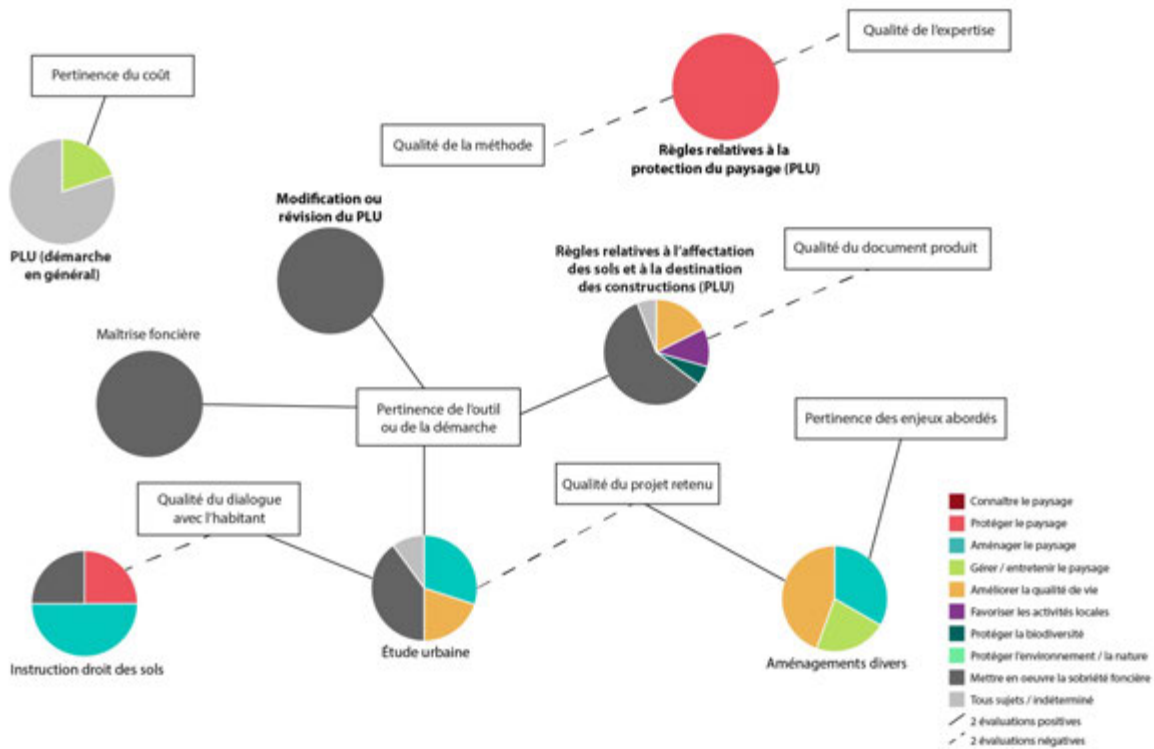 Qualité de l'expertise
Pertinence du coût
Qualité de la méthode
Règles relatives à la
protection du paysage (PLU)
Modification ou
révision du PLU
PLU (démarche
en général)
Règles relatives à l'affectation
des sols et à la destination
des constructions (PLU)
Qualité du document produit
Maîtrise foncière
Pertinence de l'outil
ou de la démarche
Pertinence des enjeux abordés
Qualité du dialogue
avec l'habitant
Qualité du projet retenu
Instruction droit des sols
Étude urbaine
Aménagements divers
Connaître le paysage
Protéger le paysage
Aménager le paysage
Gérer / entretenir le paysage
Améliorer la qualité de vie
Favoriser les activités locales
Protéger la biodiversité
Protéger l'environnement / la nature
Mettre en oeuvre la sobriété foncière
Tous sujets / indéterminé
2 évaluations positives
2 évaluations négatives